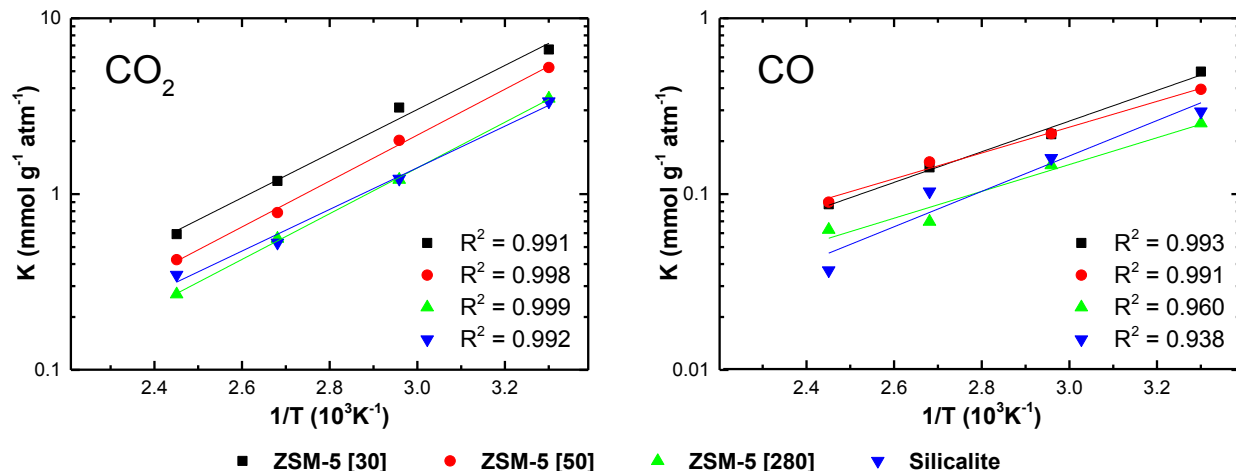 CO2
K (mmol g-1 atm-1)
10
1
0.1
R2 = 0.991
R2 = 0.998
R2 = 0.999
R2 = 0.992
2.4 2.6 2.8 3.0 3.2
1/T (10³K-1)
CO
K (mmol g-1 atm-1)
1
0.1
0.01
R2 = 0.993
R2 = 0.991
R2 = 0.960
R2 = 0.938
2.4 2.6 2.8 3.0 3.2
1/T (10³K-1)
ZSM-5 [30] ZSM-5 [50] ZSM-5 [280] Silicalite